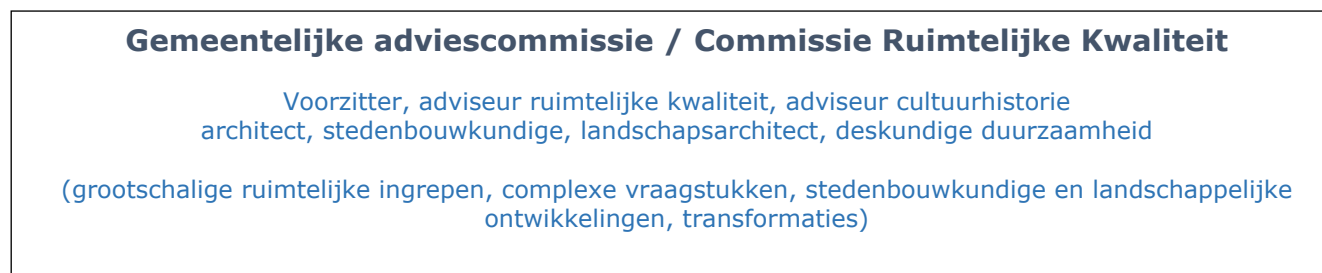 Gemeentelijke adviescommissie / Commissie Ruimtelijke Kwaliteit
Voorzitter, adviseur ruimtelijke kwaliteit, adviseur cultuurhistorie
architect, stedenbouwkundige, landschapsarchitect, deskundige duurzaamheid
(grootschalige ruimtelijke ingrepen, complexe vraagstukken, stedenbouwkundige en landschappelijke
ontwikkelingen, transformaties)